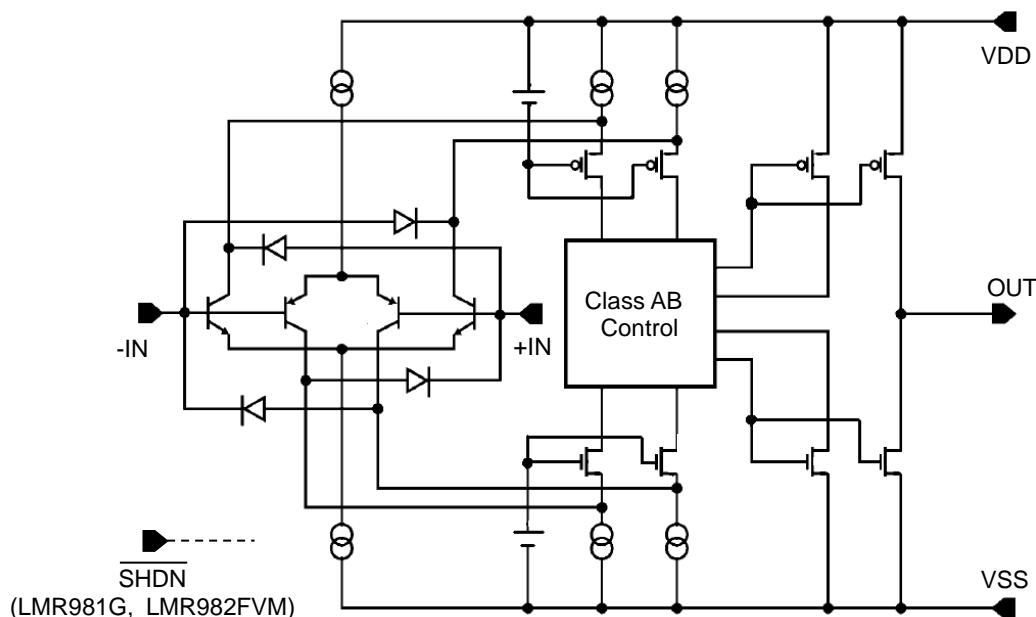 VDD
Class AB
Control
OUT
-IN
+IN
SHDN
(LMR981G, LMR982FVM)
VSS